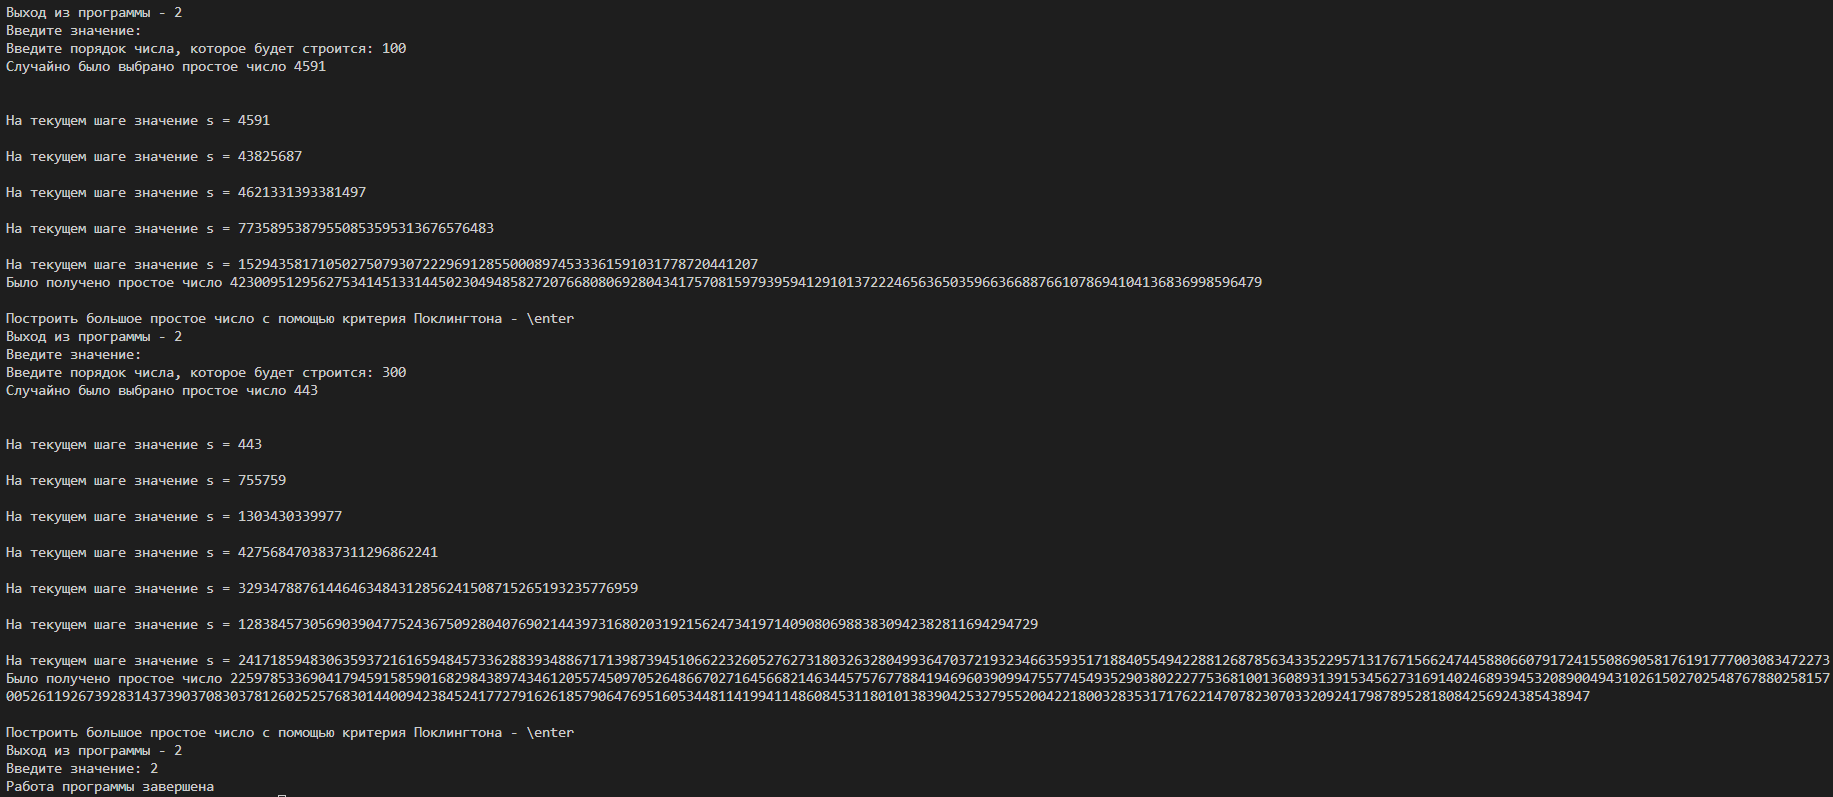 Выход из программы - 2
Введите значение:
Введите порядок числа, которое будет строится: 100
Случайно было выбрано простое число 4591
На текущем шаге значение s = 4591
На текущем шаге значение s = 43825687
На текущем шаге значение s = 4621331393381497
На текущем шаге значение s = 77358953879550853595313676576483
На текущем шаге значение s = 15294358171050275079307222969128550008974533361591031778720441207
Было получено простое число 423009512956275341451331445023049485827207668080692804341757081597939594129101372224656365035966366887661078694104136836998596479
Построить большое простое число с помощью критерия Поклингтона - \enter
Выход из программы - 2
Введите значение:
Введите порядок числа, которое будет строится: 300
Случайно было выбрано простое число 443
На текущем шаге значение s = 443
На текущем шаге значение s = 755759
На текущем шаге значение s = 1303430339977
На текущем шаге значение s = 4275684703837311296862241
На текущем шаге значение s = 32934788761446463484312856241508715265193235776959
На текущем шаге значение s = 1283845730569039047752436750928040769021443973168020319215624734197140908069883830942382811694294729
На текущем шаге значение s = 2417185948306359372161659484573362883934886717139873945106622326052762731803263280499364703721932346635935171884055494228812687856343352295713176715662474458806607917241550869058176191777003083472273
Было получено простое число 2259785336904179459158590168298438974346120557450970526486670271645668214634457576778841946960390994755774549352903802227753681001360893139153456273169140246893945320890049431026150270254876788025815​7
0052611926739283143739037083037812602525768301440094238452417727916261857906476951605344811419941148608453118010138390425327955200422180032835317176221470782307033209241798789528180842569243​85438947
Построить большое простое число с помощью критерия Поклингтона - \enter
Выход из программы - 2
Введите значение: 2
Работа программы завершена